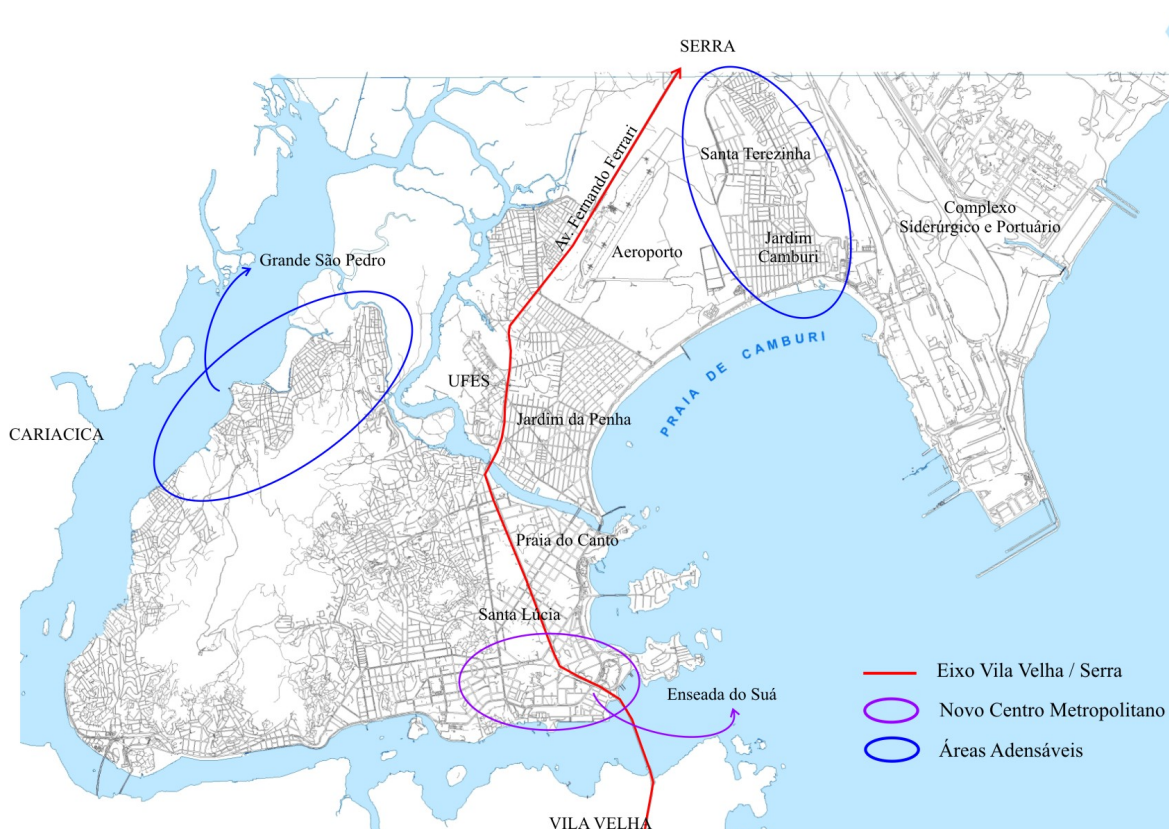 SERRA
Av. Fernando Ferrari
Santa Terezinha
Complexo
Siderúrgico e Portuário
Jardim
Camburi
Aeroporto
Grande São Pedro
PRAIA DE CAMBURI
UFES
Jardim da Penha
CARIACICA
Praia do Canto
Santa Lúcia
Enseada do Suá
Eixo Vila Velha / Serra
Novo Centro Metropolitano
Áreas Adensáveis
VILA VELHA